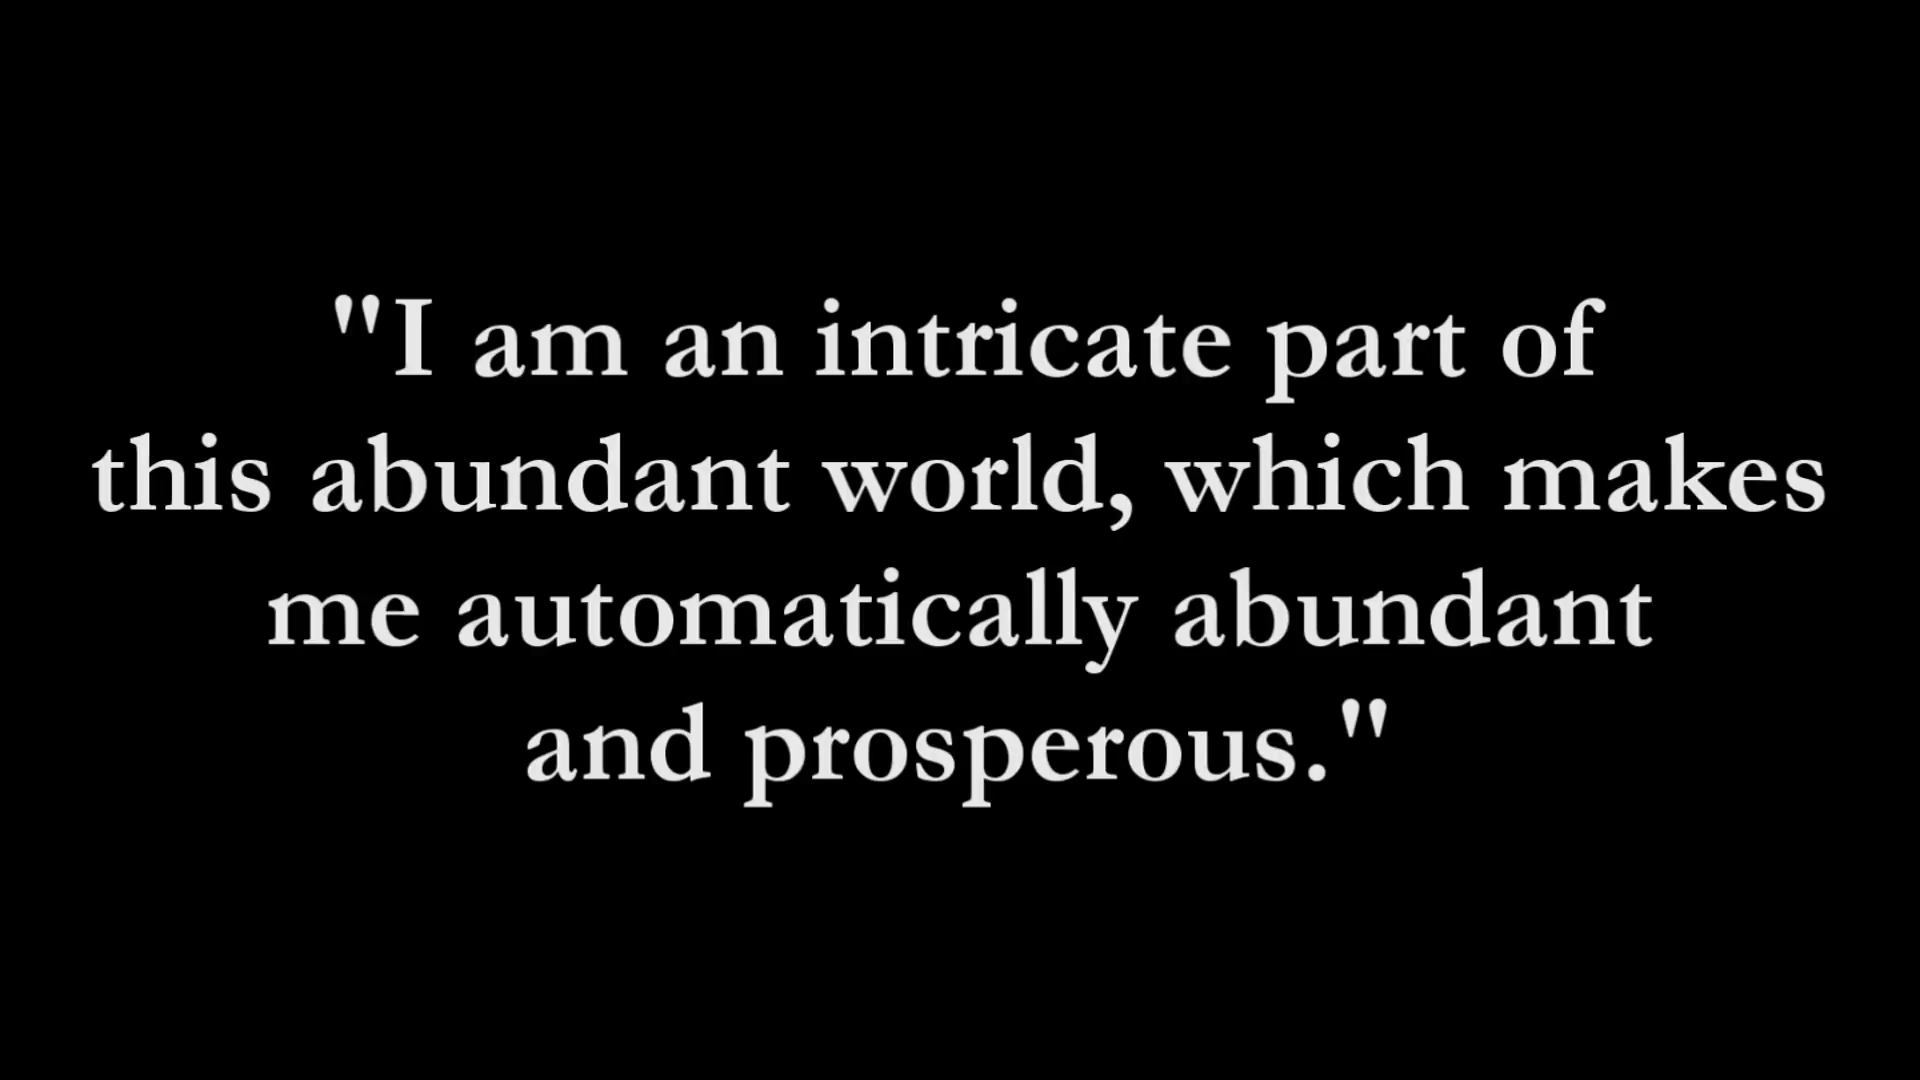 "I am an intricate part of
this abundant world, which makes
me automatically abundant
and prosperous."